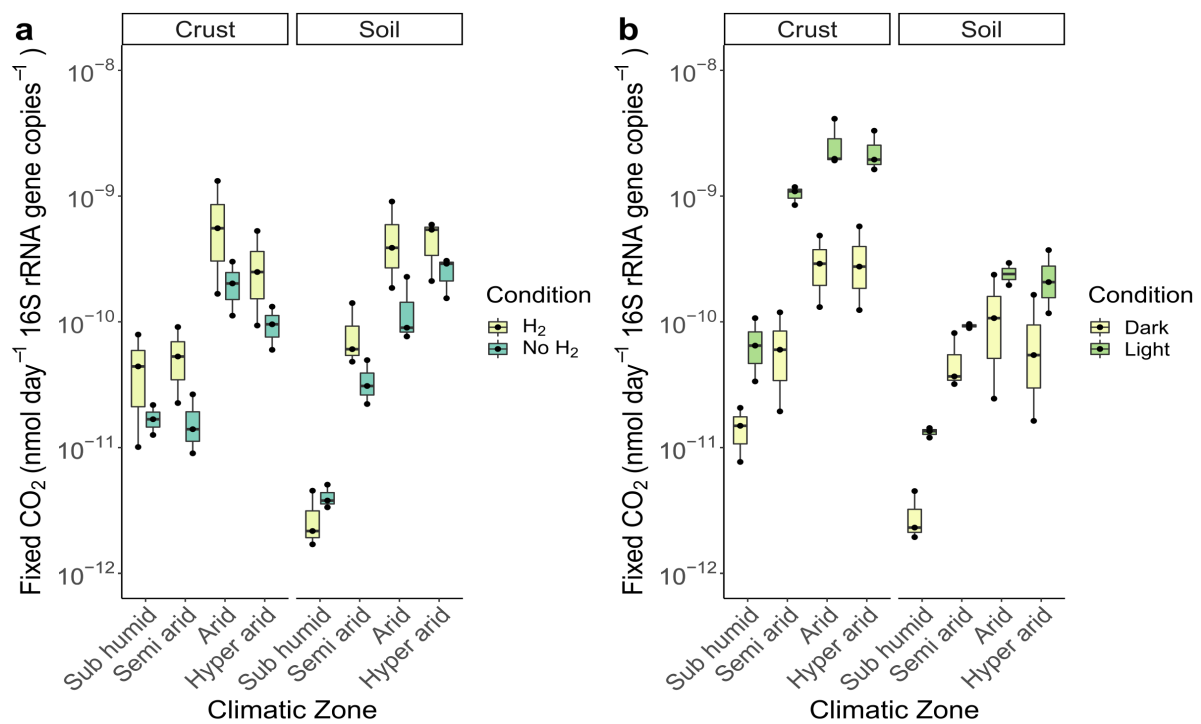 a
Crust Soil
Fixed CO₂ (nmol day⁻¹ 16S rRNA gene copies⁻¹ )
10⁻⁸
10⁻⁹
10⁻¹⁰
10⁻¹¹
10⁻¹²
Sub humid
Semi arid
Arid
Hyper arid
Sub humid
Semi arid
Arid
Hyper arid
Climatic Zone
Condition
H₂
No H₂
b
Crust Soil
Fixed CO₂ (nmol day⁻¹ 16S rRNA gene copies⁻¹ )
10⁻⁸
10⁻⁹
10⁻¹⁰
10⁻¹¹
10⁻¹²
Sub humid
Semi arid
Arid
Hyper arid
Sub humid
Semi arid
Arid
Hyper arid
Climatic Zone
Condition
Dark
Light